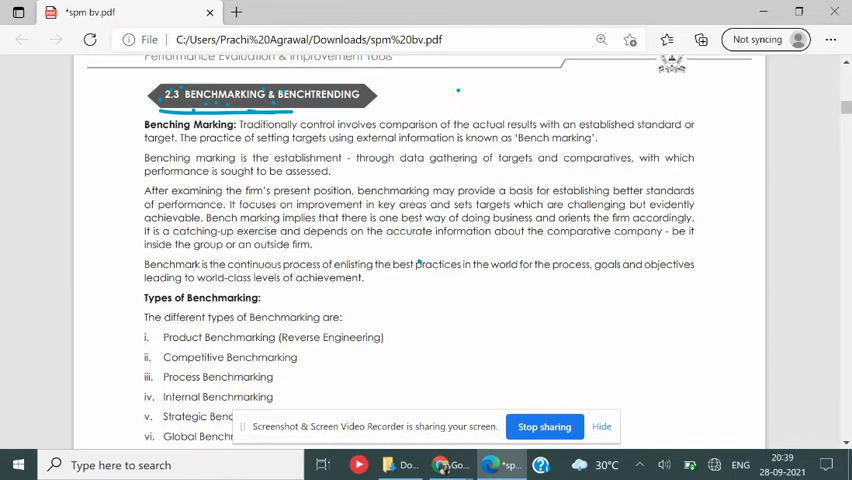 *spm bv.pdf
File
C:/Users/Prachi%20Agrawal/Downloads/spm%20bv.pdf
Not syncing
Performance Evaluation & Improvement Tools
2.3 BENCHMARKING & BENCHTRENDING
Benching Marking: Traditionally control involves comparison of the actual results with an established standard or
target. The practice of setting targets using external information is known as 'Bench marking'.
Benching marking is the establishment - through data gathering of targets and comparatives, with which
performance is sought to be assessed.
After examining the firm's present position, benchmarking may provide a basis for establishing better standards
of performance. It focuses on improvement in key areas and sets targets which are challenging but evidently
achievable. Bench marking implies that there is one best way of doing business and orients the firm accordingly.
It is a catching-up exercise and depends on the accurate information about the comparative company - be it
inside the group or an outside firm.
Benchmark is the continuous process of enlisting the best practices in the world for the process, goals and objectives
leading to world-class levels of achievement.
Types of Benchmarking:
The different types of Benchmarking are:
i. Product Benchmarking (Reverse Engineering)
ii. Competitive Benchmarking
iii. Process Benchmarking
iv. Internal Benchmarking
v. Strategic Benc
vi. Global Benchr
Screenshot & Screen Video Recorder is sharing your screen.
Stop sharing
Hide
Type here to search
Do...
Go...
*sp...
30°C
ENG
20:39
28-09-2021